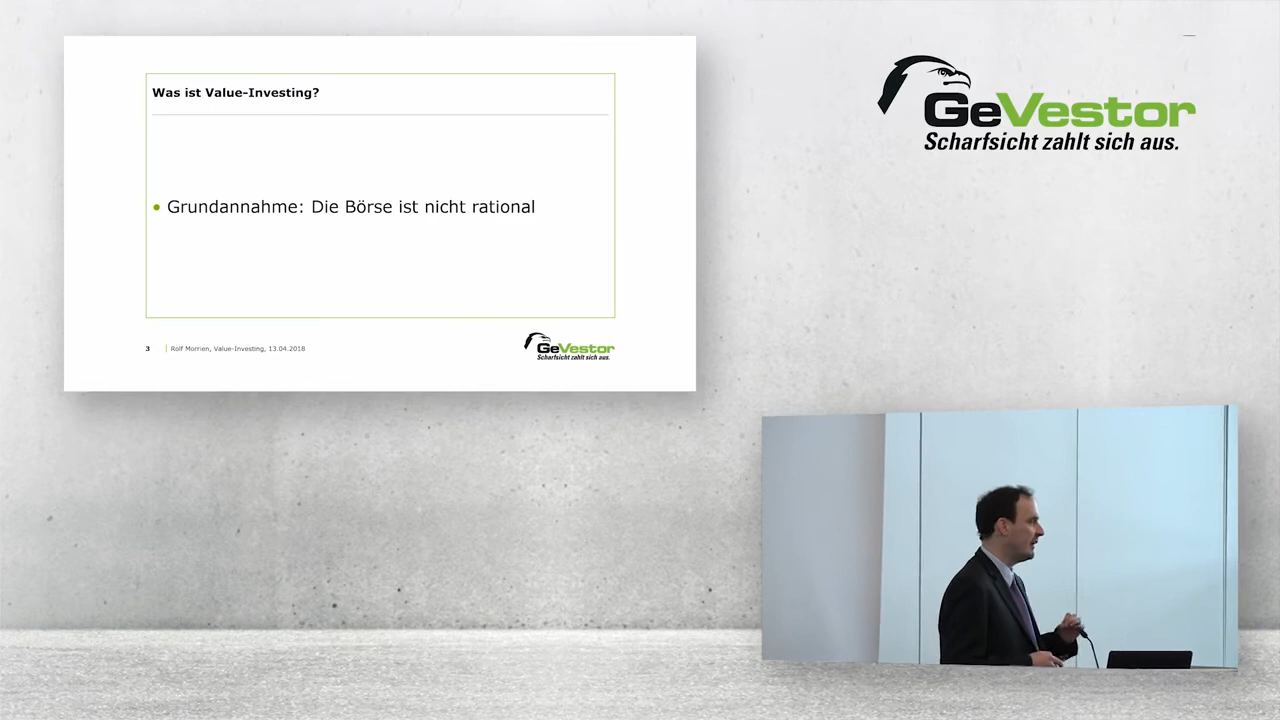 Was ist Value-Investing?
• Grundannahme: Die Börse ist nicht rational
3 | Rolf Morrien, Value-Investing, 13.04.2018
GeVestor
Scharfsicht zahlt sich aus.
GeVestor
Scharfsicht zahlt sich aus.